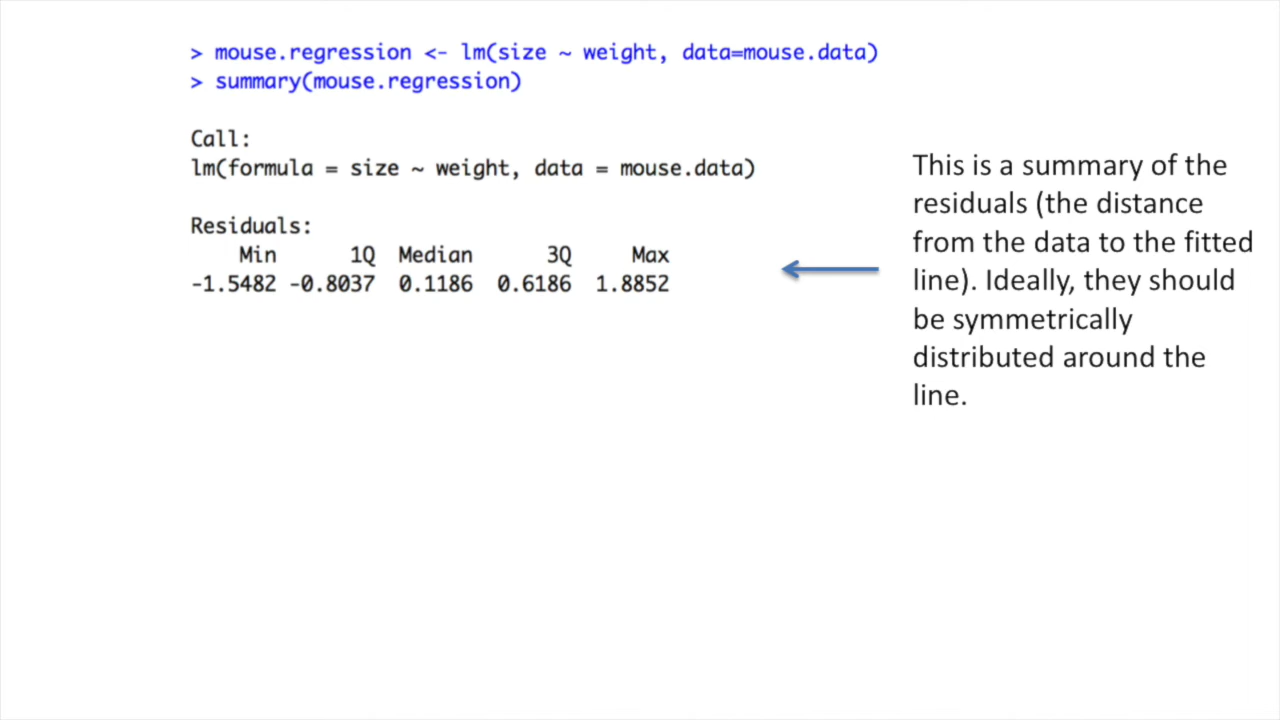 > mouse.regression <- lm(size ~ weight, data=mouse.data)
> summary(mouse.regression)
Call:
lm(formula = size ~ weight, data = mouse.data)
Residuals:
Min 1Q Median 3Q Max
-1.5482 -0.8037 0.1186 0.6186 1.8852
This is a summary of the
residuals (the distance
from the data to the fitted
line). Ideally, they should
be symmetrically
distributed around the
line.